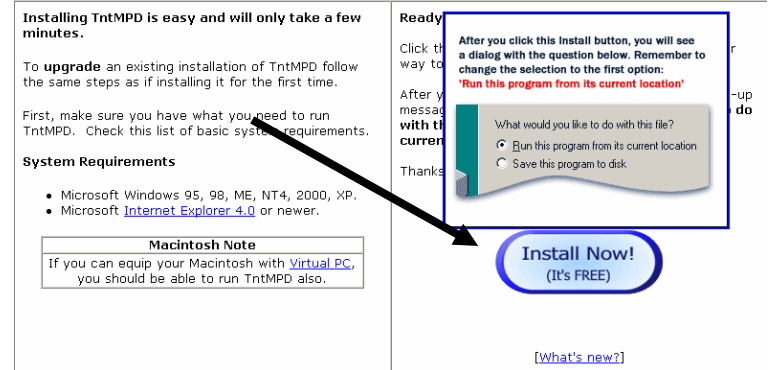 Installing TntMPD is easy and will only take a few
minutes.
To upgrade an existing installation of TntMPD follow
the same steps as if installing it for the first time.
First, make sure you have what you need to run
TntMPD. Check this list of basic system requirements.
System Requirements
• Microsoft Windows 95, 98, ME, NT4, 2000, XP.
• Microsoft Internet Explorer 4.0 or newer.
Macintosh Note
If you can equip your Macintosh with Virtual PC,
you should be able to run TntMPD also.
Ready
Click th
way to
After y
-up
messag
do
with th
curren
Thanks
After you click this Install button, you will see
a dialog with the question below. Remember to
change the selection to the first option:
'Run this program from its current location'
What would you like to do with this file?
Run this program from its current location
Save this program to disk
Install Now!
(It's FREE)
[What's new?]